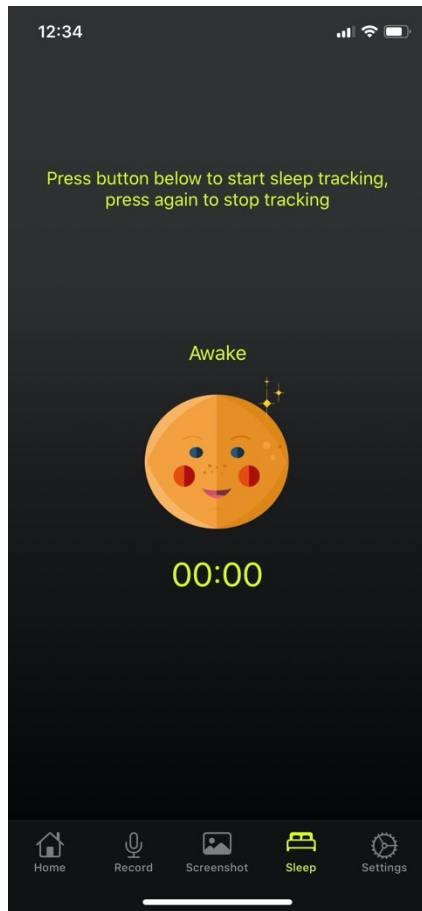 12:34
Press button below to start sleep tracking,
press again to stop tracking
Awake
00:00
Home
Record
Screenshot
Sleep
Settings